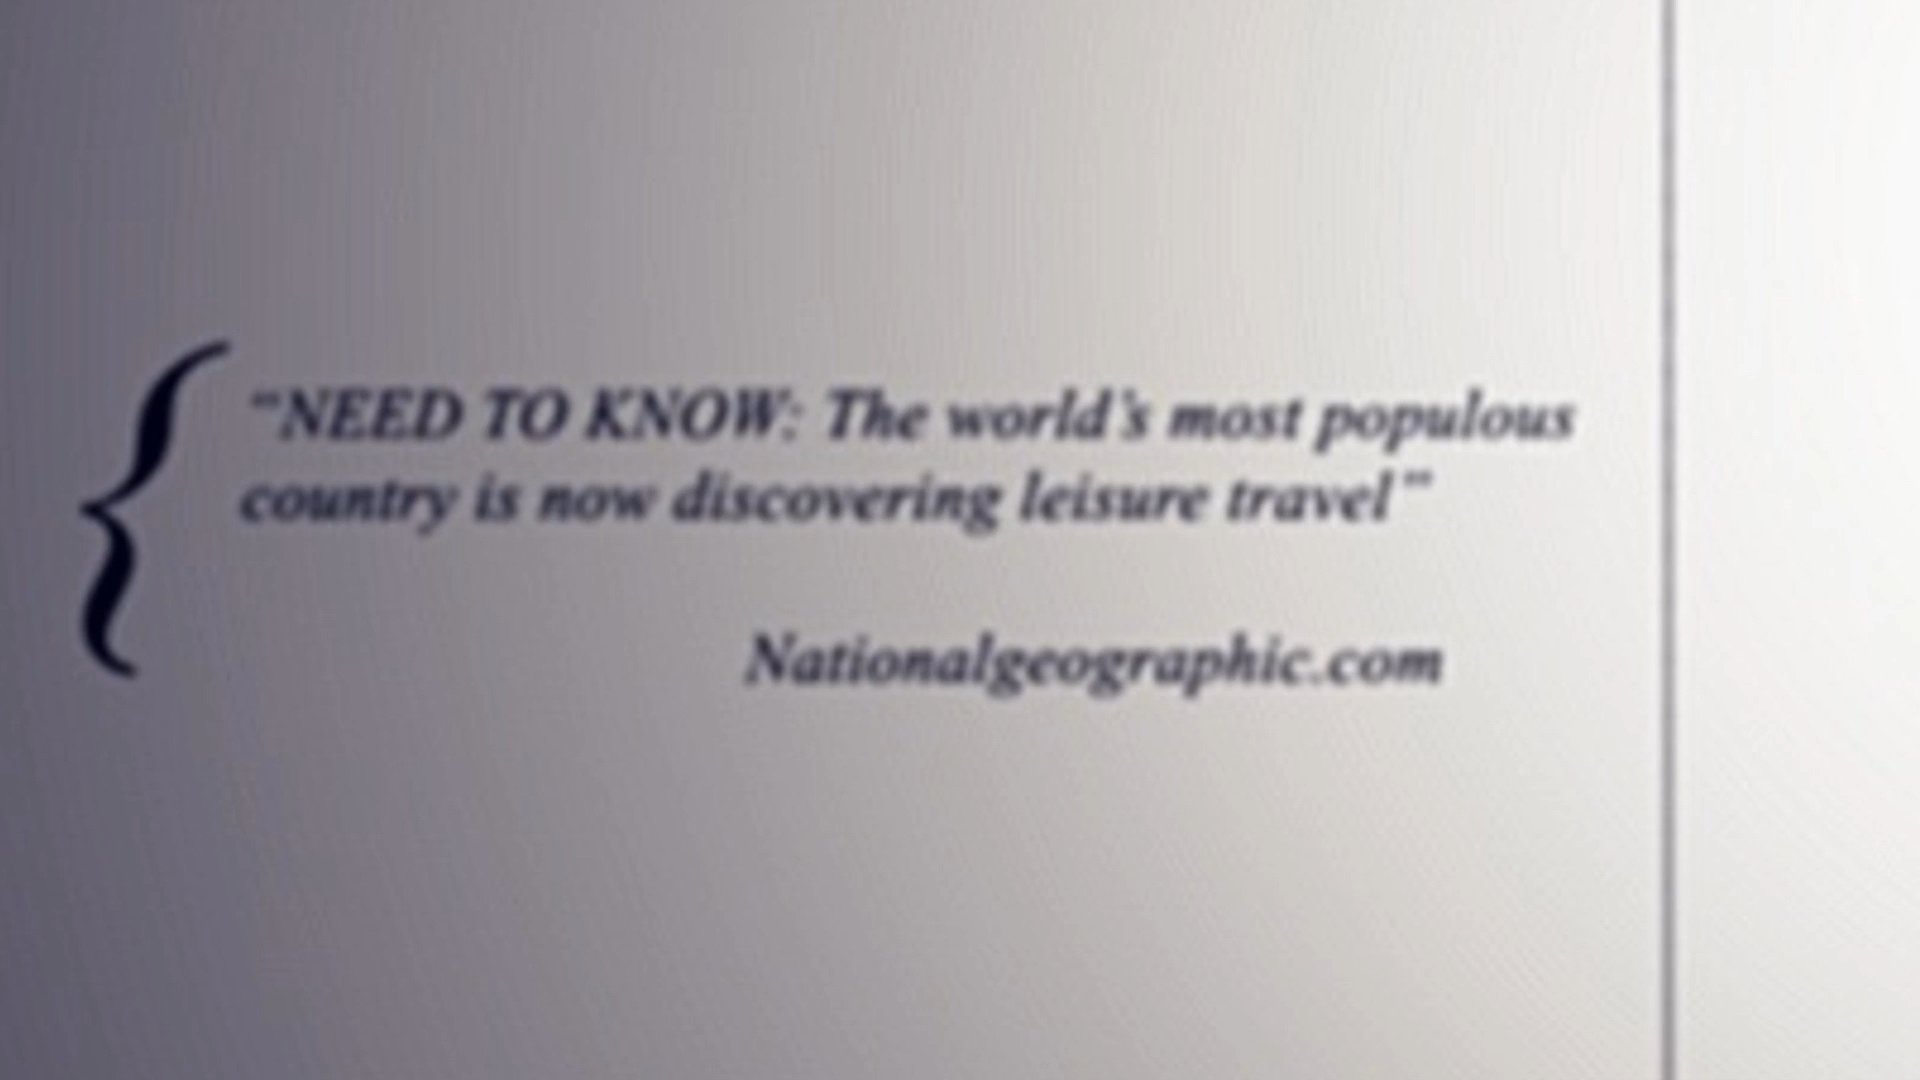 { “NEED TO KNOW: The world’s most populous
country is now discovering leisure travel”
Nationalgeographic.com